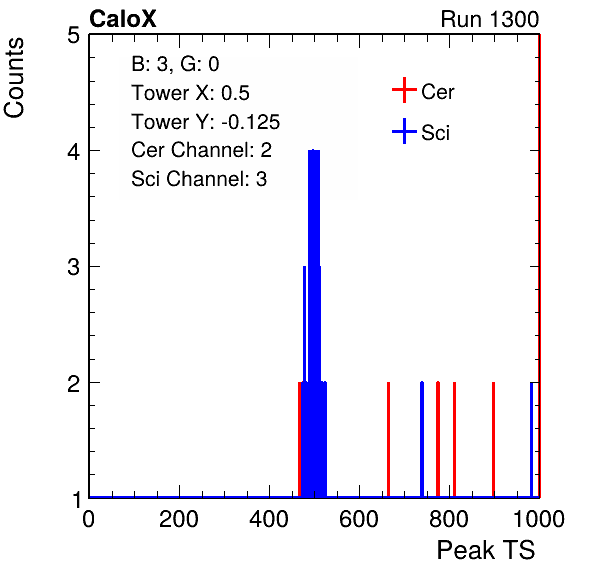 CaloX Run 1300
Counts
B: 3, G: 0
Tower X: 0.5
Tower Y: -0.125
Cer Channel: 2
Sci Channel: 3
Cer
Sci
5
4
3
2
1
0 200 400 600 800 1000
Peak TS